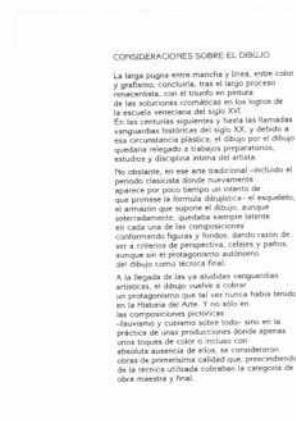 CONSIDERACIONES SOBRE EL DIBUJO
La larga pugna entre mancha y línea, entre color
y grafismo, concluiría, tras el largo proceso
renacentista, con el triunfo en pintura
de las soluciones cromáticas en los logros de
la escuela veneciana del siglo XVI.
En las centurias siguientes y hasta las llamadas
vanguardias históricas del siglo XX, y debido a
esa circunstancia plástica, el dibujo por el dibujo
quedaría relegado a trabajos preparatorios,
estudios y disciplina íntima del artista.
No obstante, en ese arte tradicional -incluido el
periodo clasicista donde nuevamente
aparece por poco tiempo un intento de
que primase la fórmula dibujística- el esqueleto,
el armazón que supone el dibujo, aunque
soterradamente, quedaba siempre latente
en cada una de las composiciones
conformando figuras y fondos, dando razón de
ser a criterios de perspectiva, celajes y paños,
aunque sin el protagonismo autónomo
del dibujo como técnica final.
A la llegada de las ya aludidas vanguardias
artísticas, el dibujo vuelve a cobrar
un protagonismo que tal vez nunca había tenido
en la Historia del Arte. Y no sólo en
las composiciones pictóricas
-fauvismo y cubismo sobre todo- sino en la
práctica de unas producciones donde apenas
unos toques de color o incluso con
absoluta ausencia de ellos, se consideraron
obras de primerísima calidad que, prescindiendo
de la técnica utilizada cobraban la categoría de
obra maestra y final.